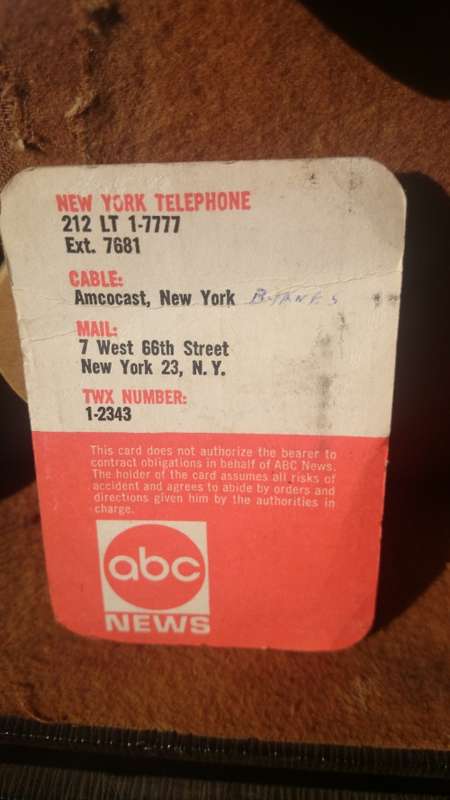 NEW YORK TELEPHONE
212 LT 1-7777
Ext. 7681
CABLE:
Amcocast, New York
MAIL:
7 West 66th Street
New York 23, N. Y.
TWX NUMBER:
1-2343
This card does not authorize the bearer to
contract obligations in behalf of ABC News.
The holder of the card assumes all risks of
accident and agrees to abide by orders and
directions given him by the authorities in
charge.
abc
NEWS